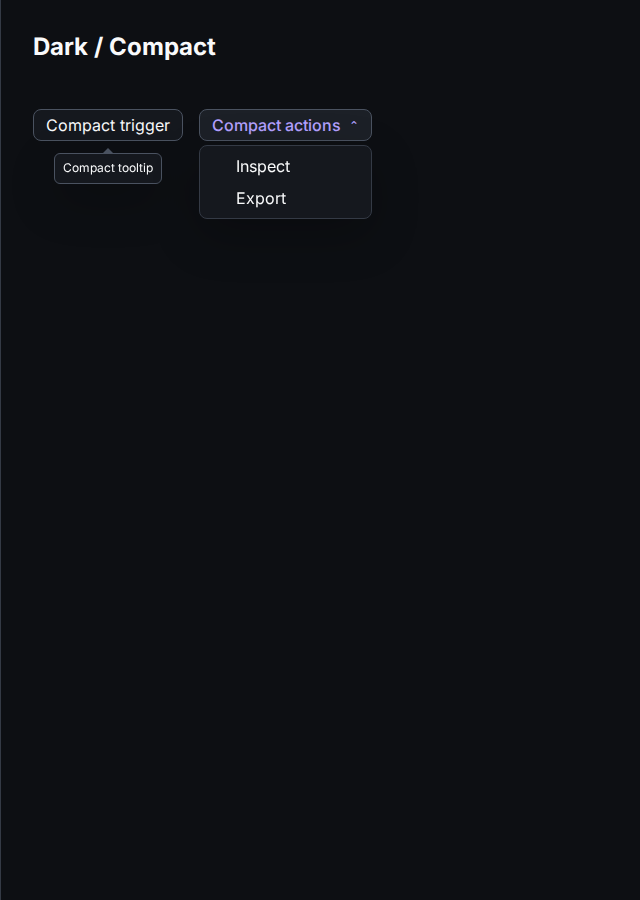 Dark / Compact
Compact trigger
Compact actions
Compact tooltip
Inspect
Export